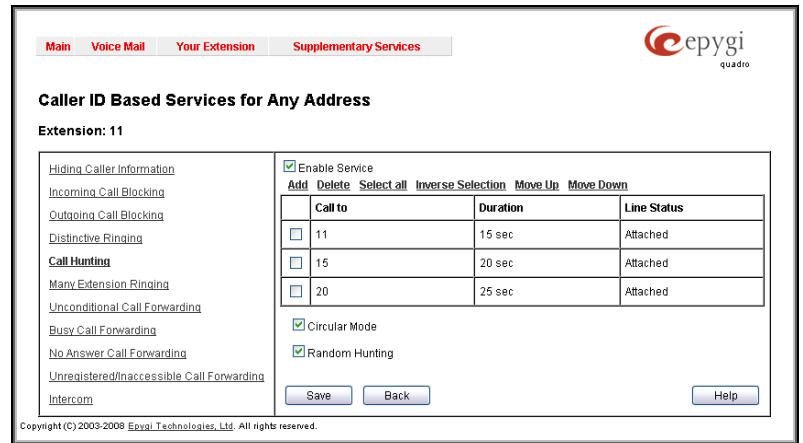 Main Voice Mail Your Extension Supplementary Services
epygi
quadro
Caller ID Based Services for Any Address
Extension: 11
Hiding Caller Information
Incoming Call Blocking
Outgoing Call Blocking
Distinctive Ringing
Call Hunting
Many Extension Ringing
Unconditional Call Forwarding
Busy Call Forwarding
No Answer Call Forwarding
Unregistered/Inaccessible Call Forwarding
Intercom
Enable Service
Add Delete Select all Inverse Selection Move Up Move Down
Call to Duration Line Status
11 15 sec Attached
15 20 sec Attached
20 25 sec Attached
Circular Mode
Random Hunting
Save Back Help
Copyright (C) 2003-2008 Epygi Technologies, Ltd. All rights reserved.